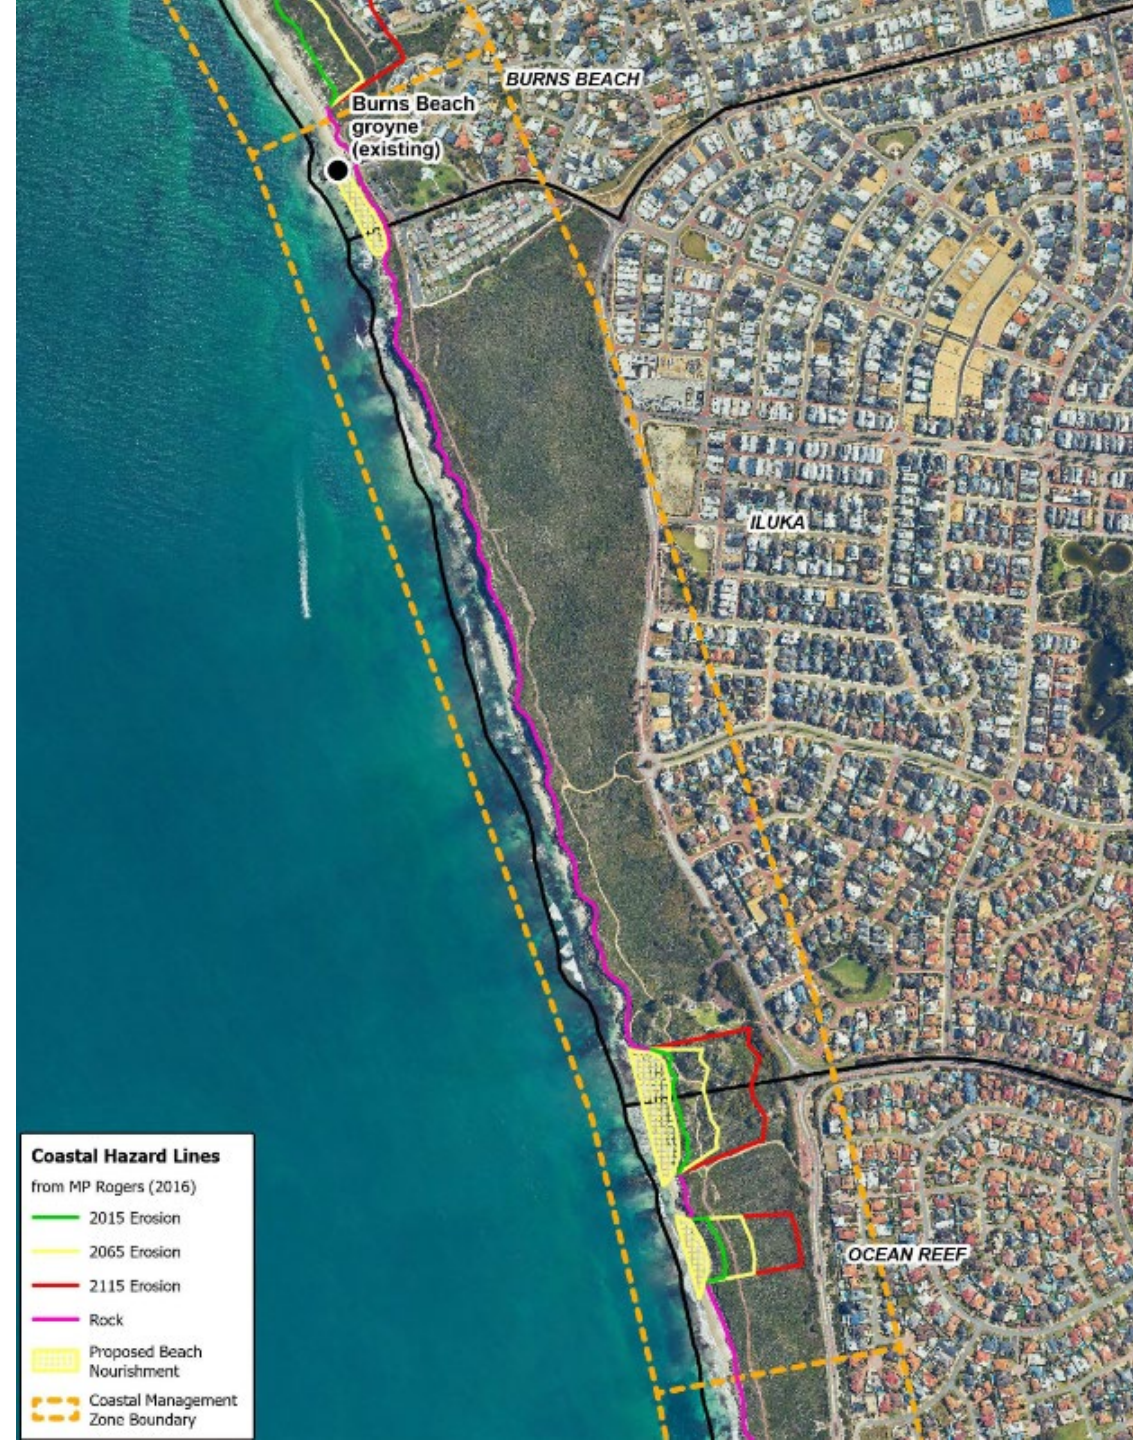 BURNS BEACH
Burns Beach
groyne
(existing)
ILUKA
OCEAN REEF
Coastal Hazard Lines
from MP Rogers (2016)
2015 Erosion
2065 Erosion
2115 Erosion
Rock
Proposed Beach
Nourishment
Coastal Management
Zone Boundary